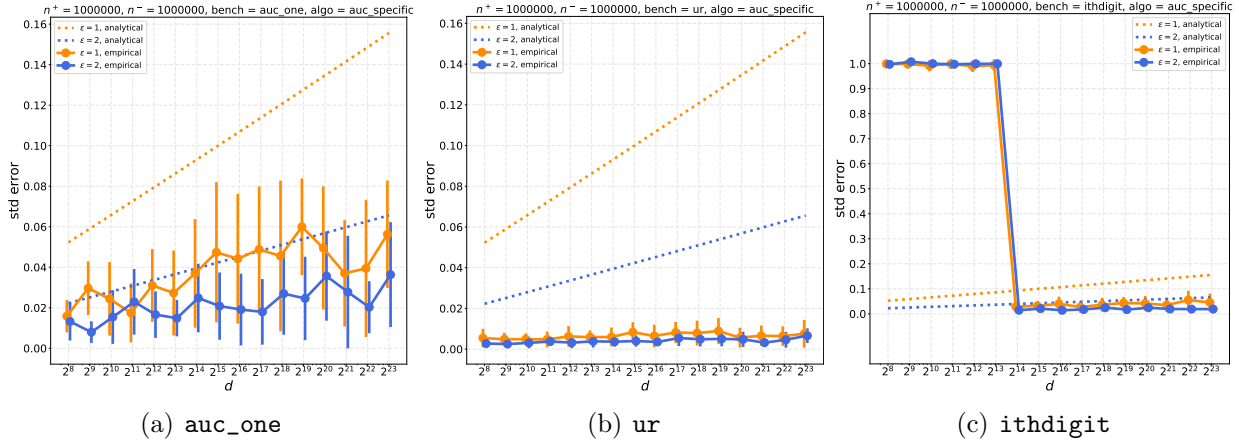 n⁺ = 1000000, n⁻ = 1000000, bench = auc_one, algo = auc_specific
ε = 1, analytical
ε = 2, analytical
ε = 1, empirical
ε = 2, empirical
0.16
0.14
0.12
0.10
0.08
0.06
0.04
0.02
0.00
std error
2⁸ 2⁹ 2¹⁰ 2¹¹ 2¹² 2¹³ 2¹⁴ 2¹⁵ 2¹⁶ 2¹⁷ 2¹⁸ 2¹⁹ 2²⁰ 2²¹ 2²² 2²³
d
(a) auc_one
n⁺ = 1000000, n⁻ = 1000000, bench = ur, algo = auc_specific
ε = 1, analytical
ε = 2, analytical
ε = 1, empirical
ε = 2, empirical
0.16
0.14
0.12
0.10
0.08
0.06
0.04
0.02
0.00
std error
2⁸ 2⁹ 2¹⁰ 2¹¹ 2¹² 2¹³ 2¹⁴ 2¹⁵ 2¹⁶ 2¹⁷ 2¹⁸ 2¹⁹ 2²⁰ 2²¹ 2²² 2²³
d
(b) ur
n⁺ = 1000000, n⁻ = 1000000, bench = ithdigit, algo = auc_specific
ε = 1, analytical
ε = 2, analytical
ε = 1, empirical
ε = 2, empirical
1.0
0.9
0.8
0.7
0.6
0.5
0.4
0.3
0.2
0.1
0.0
std error
2⁸ 2⁹ 2¹⁰ 2¹¹ 2¹² 2¹³ 2¹⁴ 2¹⁵ 2¹⁶ 2¹⁷ 2¹⁸ 2¹⁹ 2²⁰ 2²¹ 2²² 2²³
d
(c) ithdigit